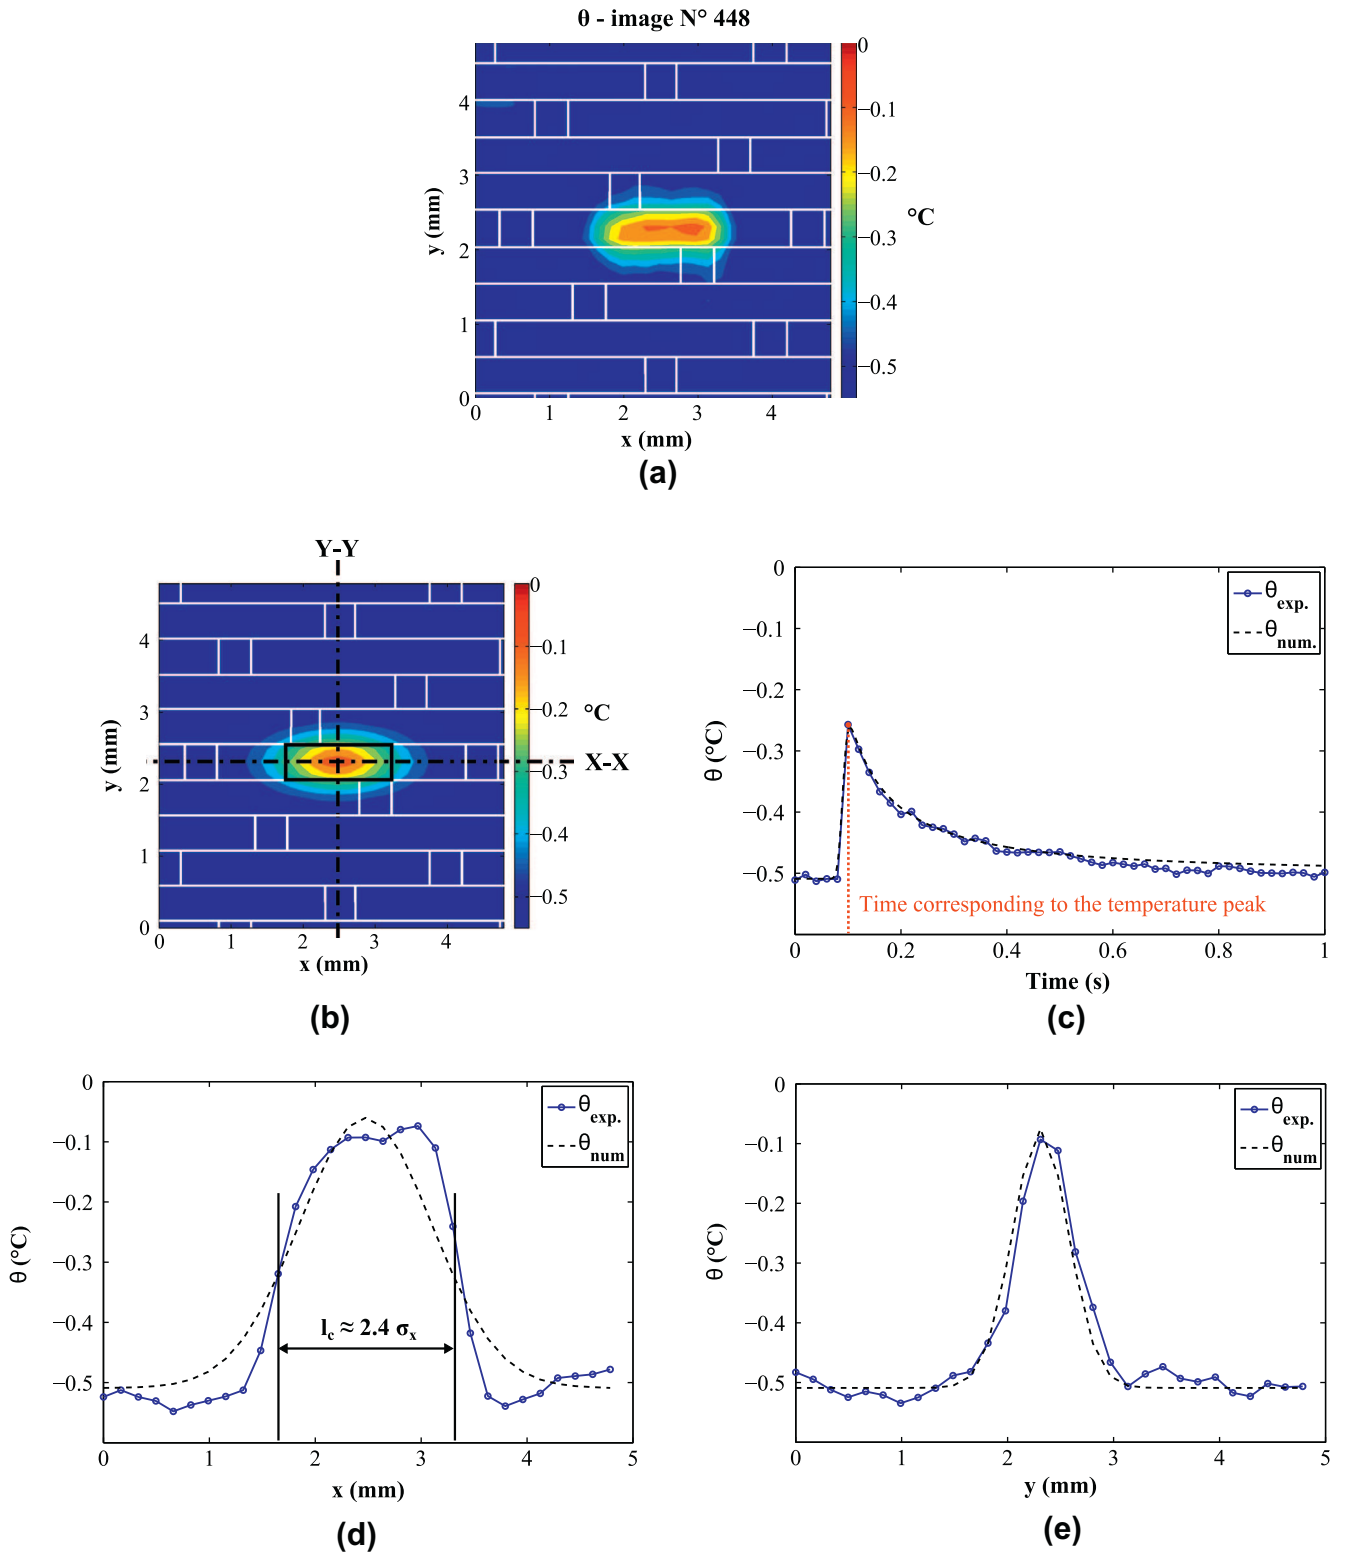 θ - image N° 448
4
3
2
1
0
y (mm)
0 1 2 3 4
x (mm)
0
−0.1
−0.2
−0.3
−0.4
−0.5
°C
(a)
Y-Y
4
3
2
1
0
y (mm)
0 1 2 3 4
x (mm)
0
−0.1
−0.2
−0.3
−0.4
−0.5
°C
X-X
(b)
0
−0.1
−0.2
−0.3
−0.4
−0.5
θ (°C)
θexp.
θnum.
Time corresponding to the temperature peak
0 0.2 0.4 0.6 0.8 1
Time (s)
(c)
0
−0.1
−0.2
−0.3
−0.4
−0.5
θ (°C)
θexp.
θnum
lc ≈ 2.4 σx
0 1 2 3 4 5
x (mm)
(d)
0
−0.1
−0.2
−0.3
−0.4
−0.5
θ (°C)
θexp.
θnum
0 1 2 3 4 5
y (mm)
(e)